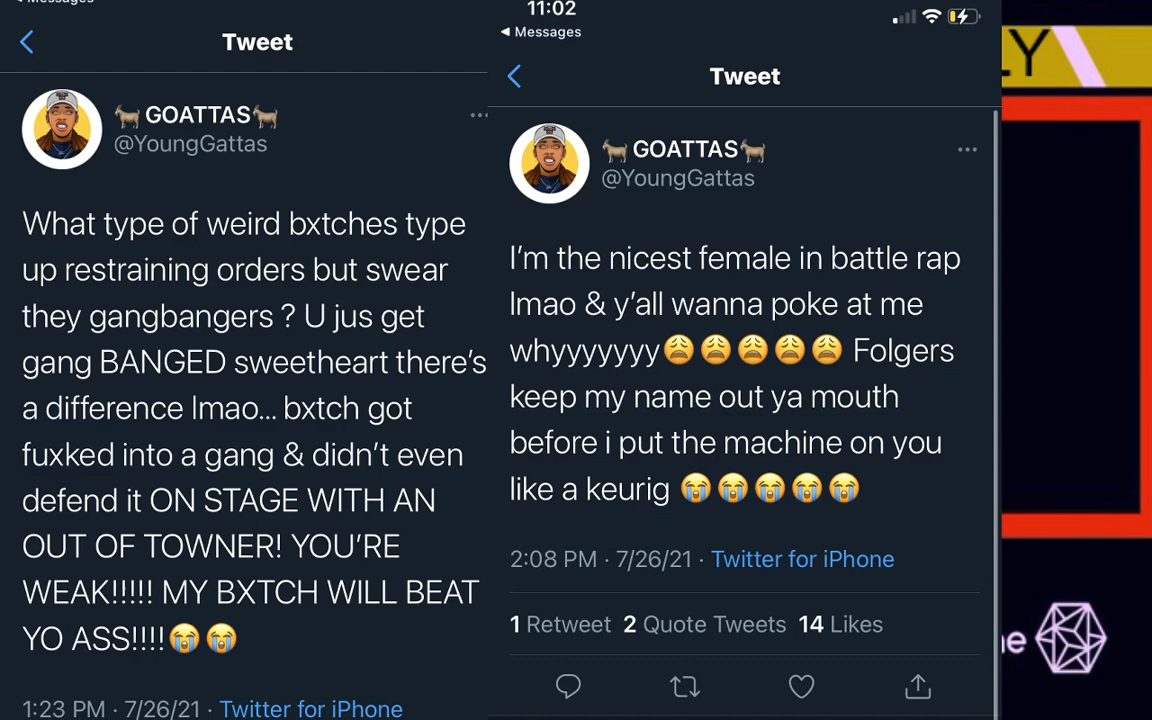 Messages
Tweet
🐐 GOATTAS🐐
@YoungGattas
What type of weird bxtches type
up restraining orders but swear
they gangbangers ? U jus get
gang BANGED sweetheart there's
a difference lmao... bxtch got
fuxked into a gang & didn't even
defend it ON STAGE WITH AN
OUT OF TOWNER! YOU'RE
WEAK!!!!! MY BXTCH WILL BEAT
YO ASS!!!!😭😭
1:23 PM · 7/26/21 · Twitter for iPhone
11:02
Messages
Tweet
🐐 GOATTAS🐐
@YoungGattas
I'm the nicest female in battle rap
lmao & y'all wanna poke at me
whyyyyyyy😩😩😩😩😩 Folgers
keep my name out ya mouth
before i put the machine on you
like a keurig 😭😭😭😭😭
2:08 PM · 7/26/21 · Twitter for iPhone
1 Retweet 2 Quote Tweets 14 Likes